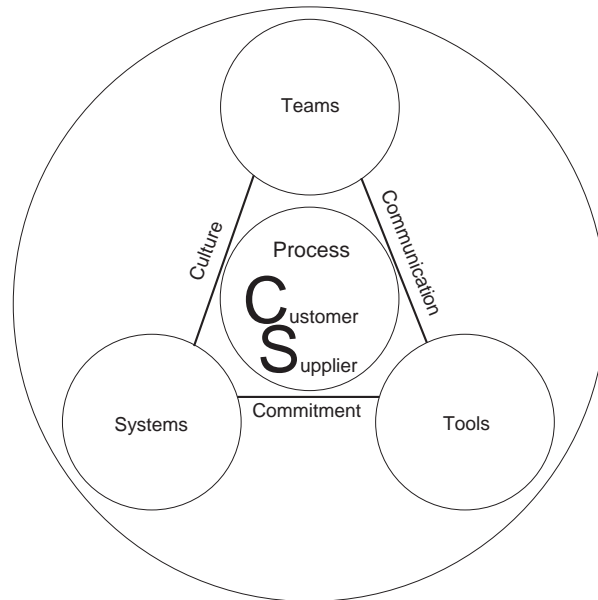 Teams
Culture
Communication
Process
Customer
Supplier
Systems
Commitment
Tools